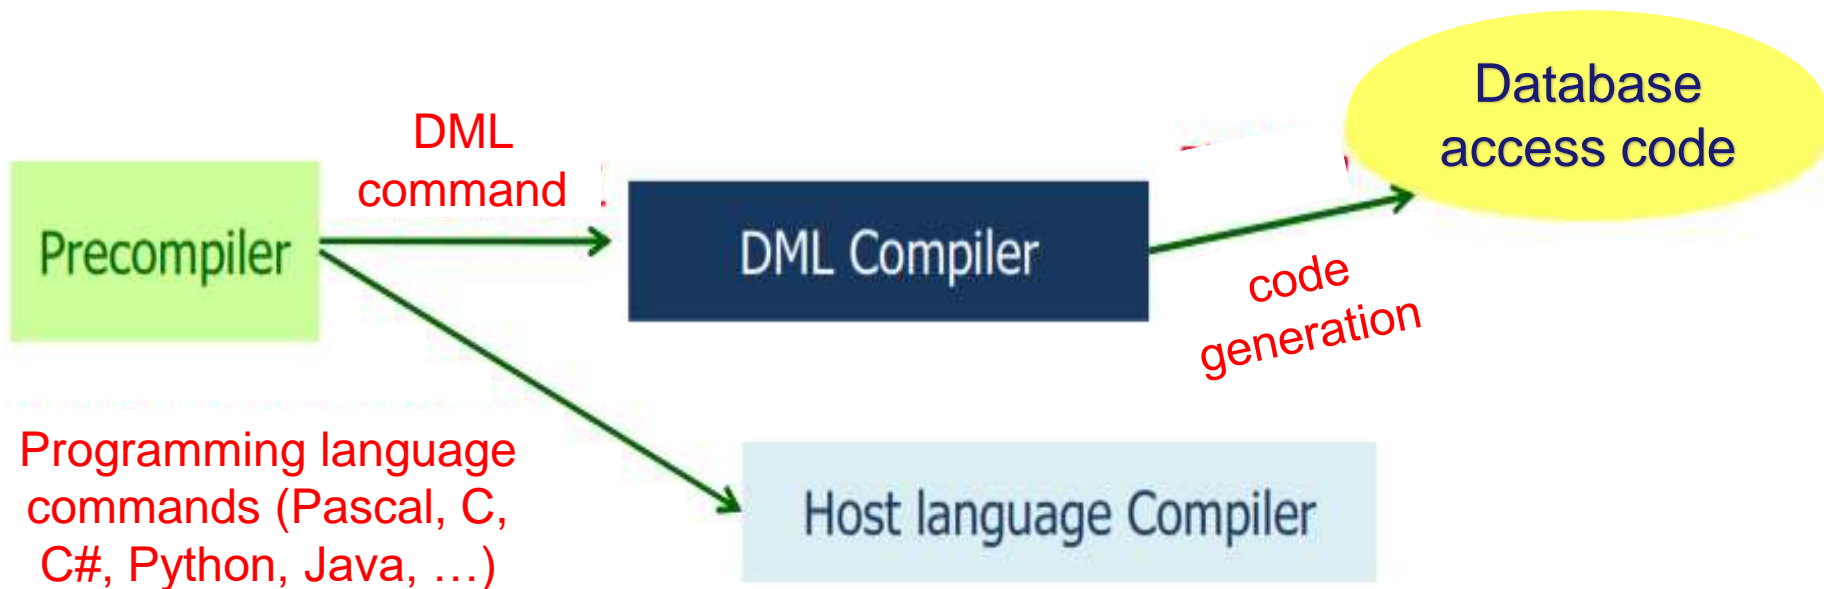 Database
access code
DML
command
Precompiler
DML Compiler
code
generation
Programming language
commands (Pascal, C,
C#, Python, Java, …)
Host language Compiler